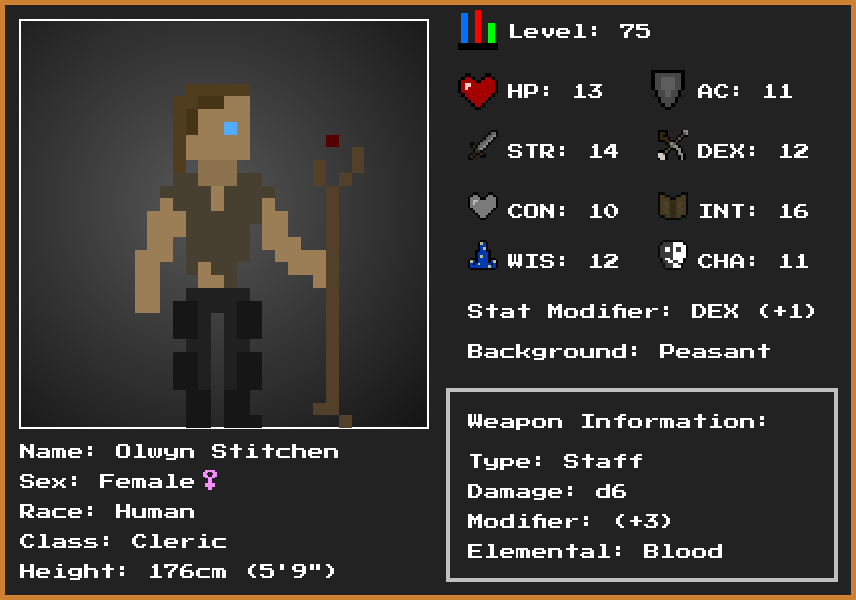 Level: 75
HP: 13
AC: 11
STR: 14
DEX: 12
CON: 10
INT: 16
WIS: 12
CHA: 11
Stat Modifier: DEX (+1)
Background: Peasant
Weapon Information:
Type: Staff
Damage: d6
Modifier: (+3)
Elemental: Blood
Name: Olwyn Stitchen
Sex: Female♀
Race: Human
Class: Cleric
Height: 176cm (5'9")